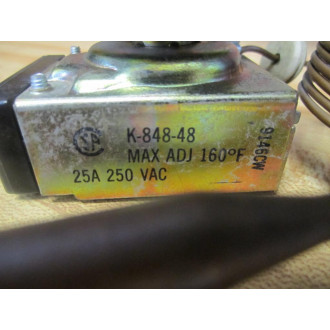 K-848-48
MAX ADJ 160°F
25A 250 VAC
9146CW